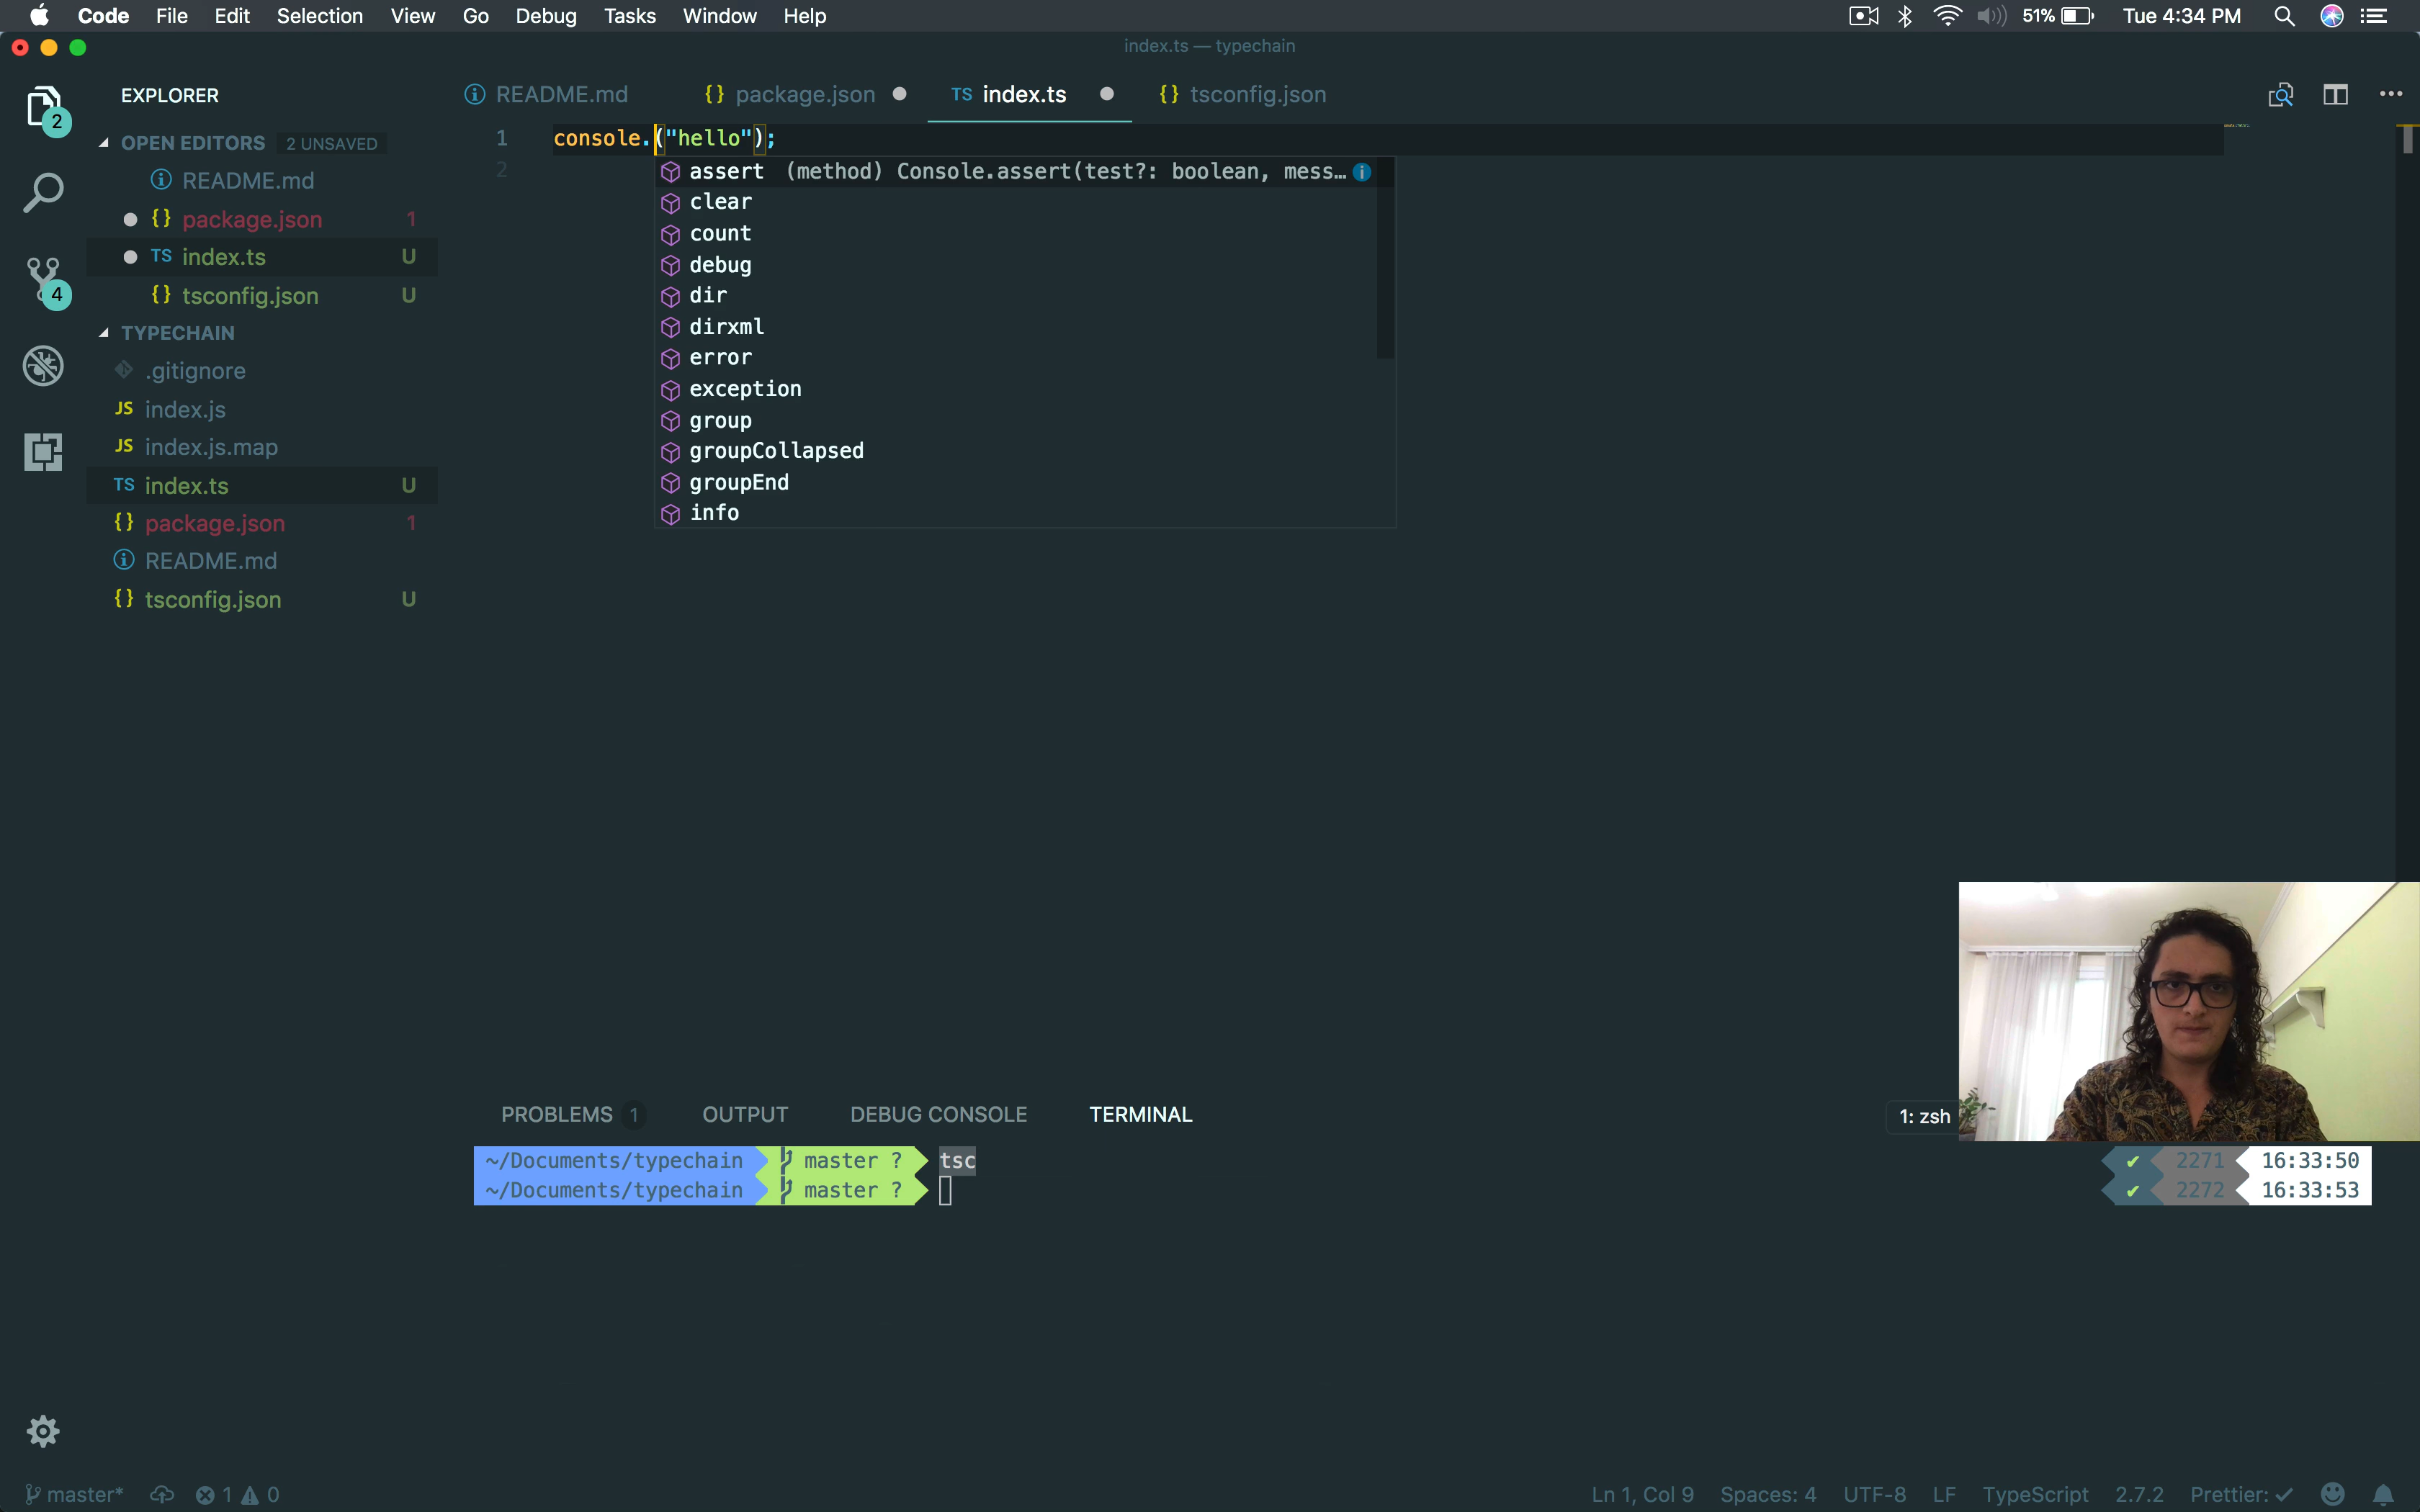 Code File Edit Selection View Go Debug Tasks Window Help 51% Tue 4:34 PM
index.ts — typechain
EXPLORER
README.md {} package.json TS index.ts {} tsconfig.json
2
OPEN EDITORS 2 UNSAVED
README.md
{} package.json 1
TS index.ts U
{} tsconfig.json U
4
TYPECHAIN
.gitignore
JS index.js
JS index.js.map
TS index.ts U
{} package.json 1
README.md
{} tsconfig.json U
1 console.("hello");
2
assert (method) Console.assert(test?: boolean, mess…
clear
count
debug
dir
dirxml
error
exception
group
groupCollapsed
groupEnd
info
PROBLEMS 1 OUTPUT DEBUG CONSOLE TERMINAL 1: zsh
~/Documents/typechain master ? tsc ✔ 2271 16:33:50
~/Documents/typechain master ? ✔ 2272 16:33:53
master* 1 0 Ln 1, Col 9 Spaces: 4 UTF-8 LF TypeScript 2.7.2 Prettier: ✓